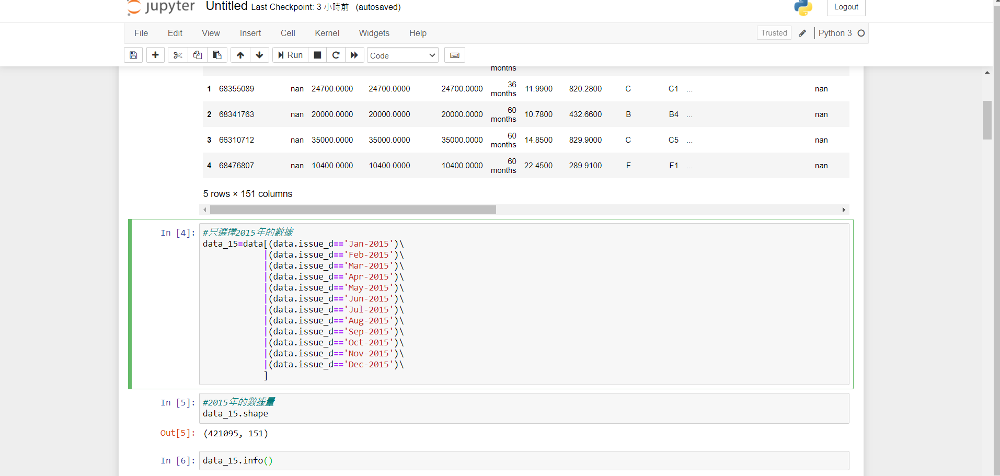 jupyter Untitled Last Checkpoint: 3 小時前 (autosaved) Logout
File Edit View Insert Cell Kernel Widgets Help Trusted Python 3
Run Code
months
1 68355089 nan 24700.0000 24700.0000 24700.0000 36 months 11.9900 820.2800 C C1 ... nan
2 68341763 nan 20000.0000 20000.0000 20000.0000 60 months 10.7800 432.6600 B B4 ... nan
3 66310712 nan 35000.0000 35000.0000 35000.0000 60 months 14.8500 829.9000 C C5 ... nan
4 68476807 nan 10400.0000 10400.0000 10400.0000 60 months 22.4500 289.9100 F F1 ... nan
5 rows × 151 columns
In [4]: #只選擇2015年的數據
data_15=data[(data.issue_d=='Jan-2015')\
|(data.issue_d=='Feb-2015')\
|(data.issue_d=='Mar-2015')\
|(data.issue_d=='Apr-2015')\
|(data.issue_d=='May-2015')\
|(data.issue_d=='Jun-2015')\
|(data.issue_d=='Jul-2015')\
|(data.issue_d=='Aug-2015')\
|(data.issue_d=='Sep-2015')\
|(data.issue_d=='Oct-2015')\
|(data.issue_d=='Nov-2015')\
|(data.issue_d=='Dec-2015')\
]
In [5]: #2015年的數據量
data_15.shape
Out[5]: (421095, 151)
In [6]: data_15.info()